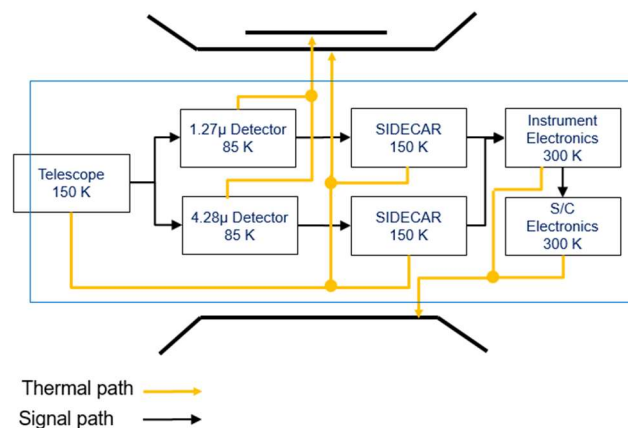 1.27µ Detector
85 K
SIDECAR
150 K
Instrument
Electronics
300 K
Telescope
150 K
4.28µ Detector
85 K
SIDECAR
150 K
S/C
Electronics
300 K
Thermal path
Signal path